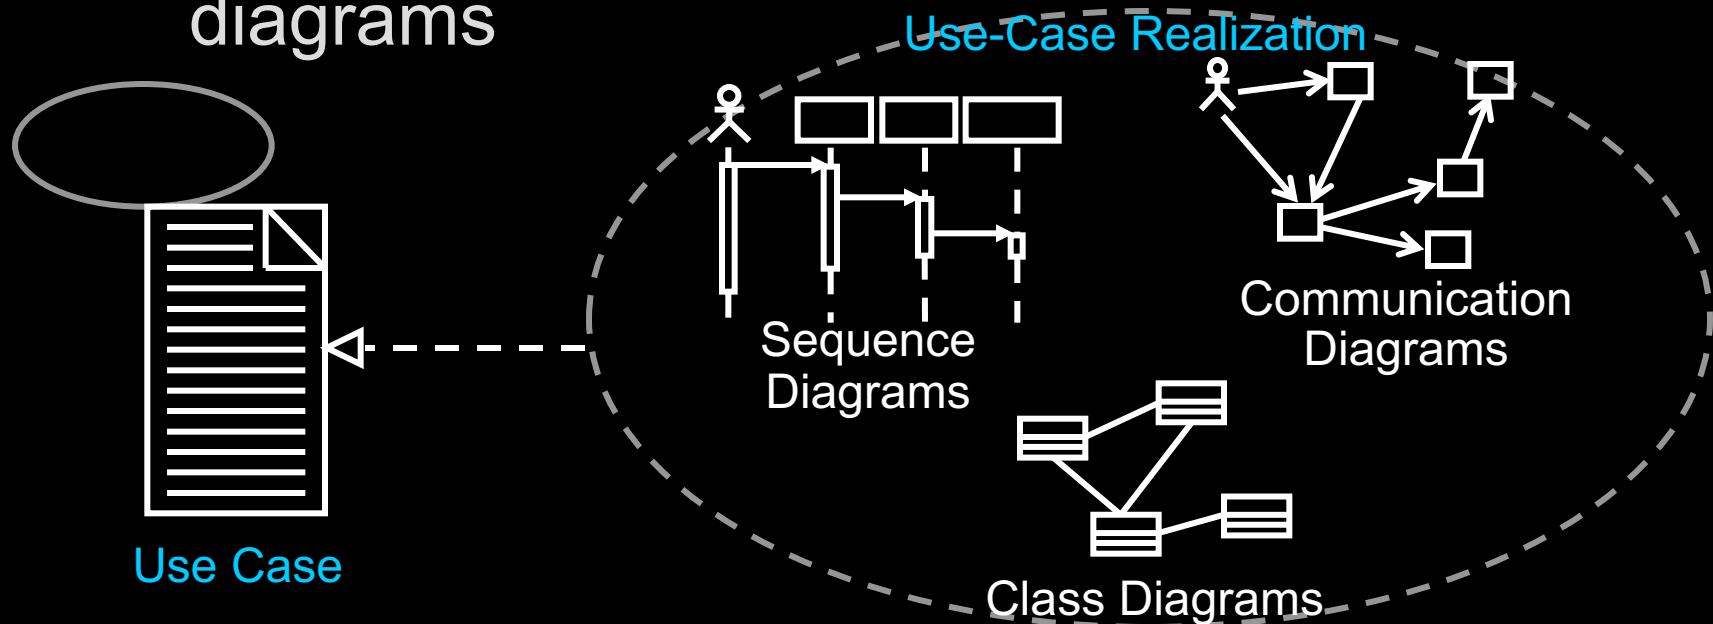 diagrams
Use-Case Realization
Sequence
Diagrams
Communication
Diagrams
Use Case
Class Diagrams